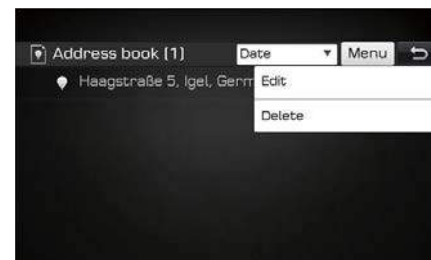 Address book (1) Date Menu
Haagstraße 5, Igel, Germ Edit
Delete